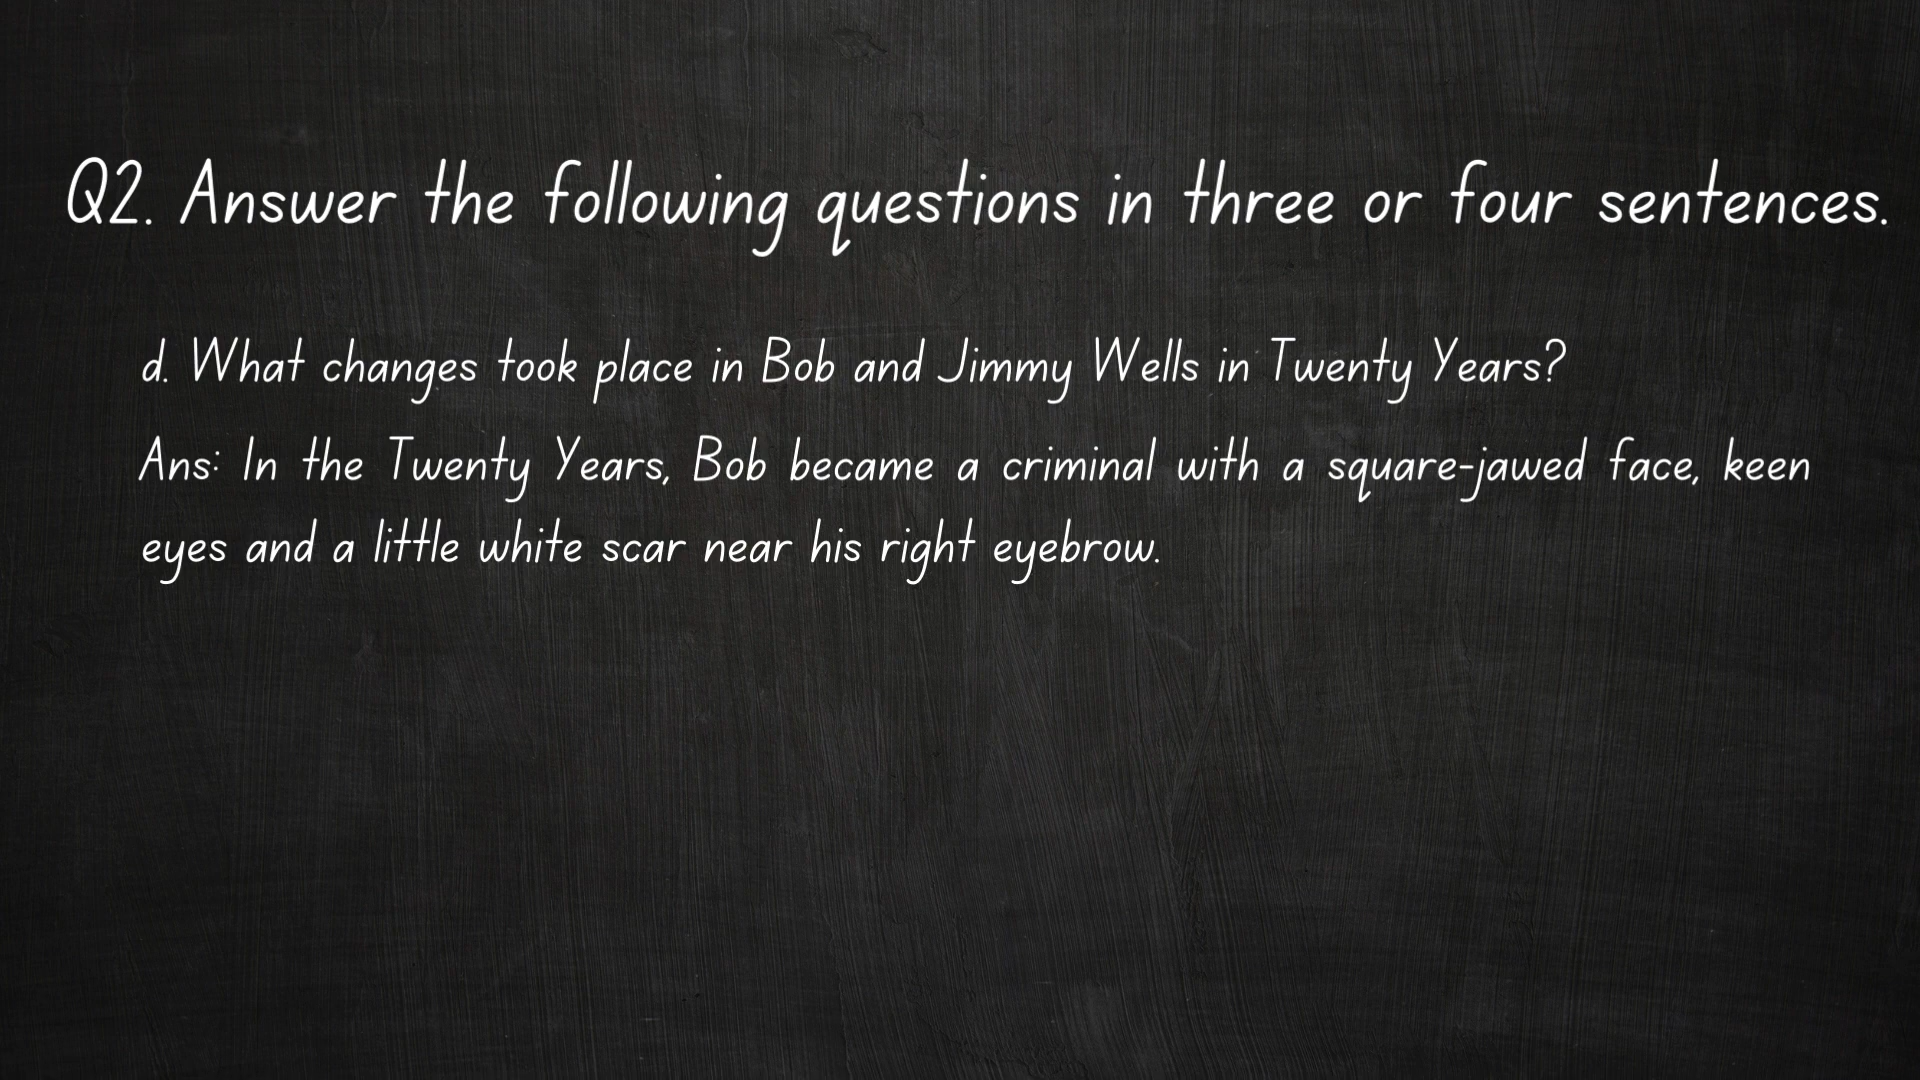 Q2. Answer the following questions in three or four sentences.
d. What changes took place in Bob and Jimmy Wells in Twenty Years?
Ans: In the Twenty Years, Bob became a criminal with a square-jawed face, keen
eyes and a little white scar near his right eyebrow.